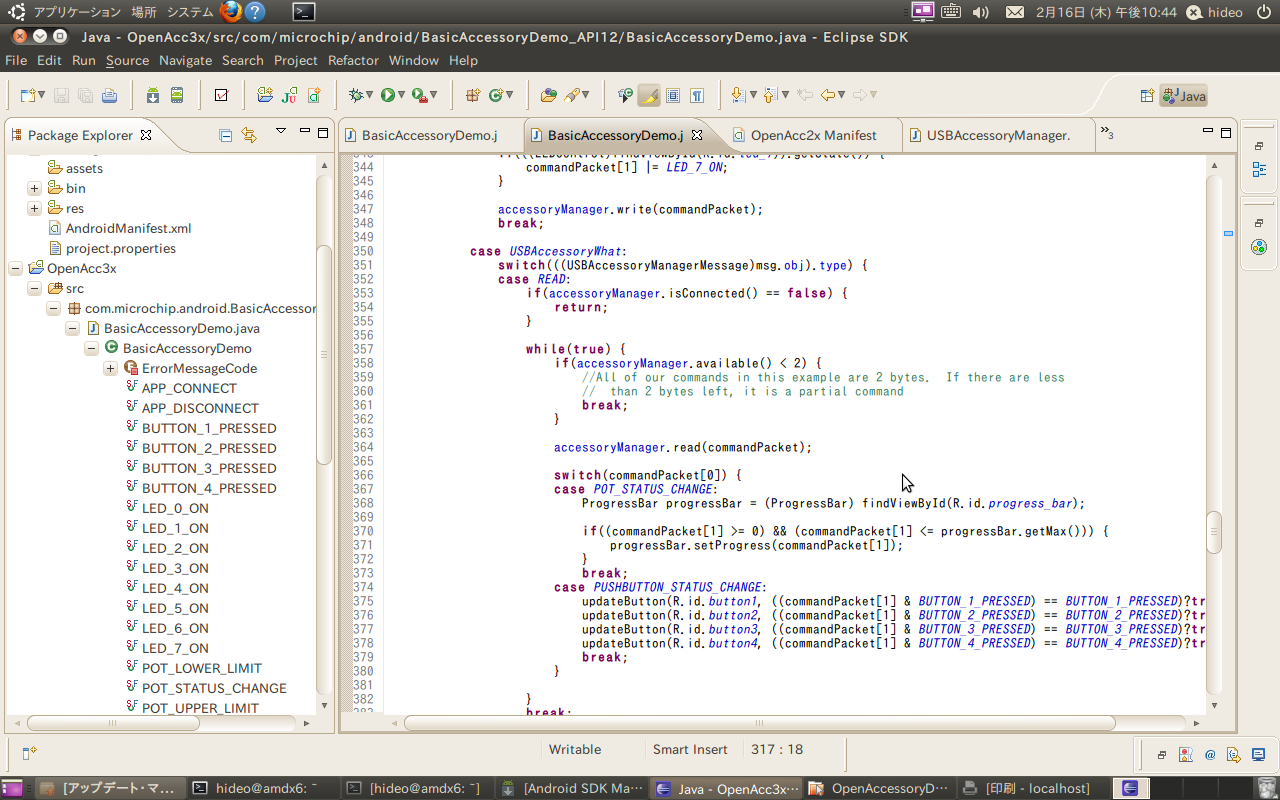 アプリケーション 場所 システム 2月16日 (木) 午後10:44 hideo
Java - OpenAcc3x/src/com/microchip/android/BasicAccessoryDemo_API12/BasicAccessoryDemo.java - Eclipse SDK
File Edit Run Source Navigate Search Project Refactor Window Help
Java
Package Explorer
BasicAccessoryDemo.j BasicAccessoryDemo.j OpenAcc2x Manifest USBAccessoryManager. »3
assets
bin
res
AndroidManifest.xml
project.properties
OpenAcc3x
src
com.microchip.android.BasicAccessor
BasicAccessoryDemo.java
BasicAccessoryDemo
ErrorMessageCode
APP_CONNECT
APP_DISCONNECT
BUTTON_1_PRESSED
BUTTON_2_PRESSED
BUTTON_3_PRESSED
BUTTON_4_PRESSED
LED_0_ON
LED_1_ON
LED_2_ON
LED_3_ON
LED_4_ON
LED_5_ON
LED_6_ON
LED_7_ON
POT_LOWER_LIMIT
POT_STATUS_CHANGE
POT_UPPER_LIMIT
343 if(((LEDControl)findViewById(R.id.led_7)).getState()) {
344 commandPacket[1] |= LED_7_ON;
345 }
346
347 accessoryManager.write(commandPacket);
348 break;
349
350 case USBAccessoryWhat:
351 switch(((USBAccessoryManagerMessage)msg.obj).type) {
352 case READ:
353 if(accessoryManager.isConnected() == false) {
354 return;
355 }
356
357 while(true) {
358 if(accessoryManager.available() < 2) {
359 //All of our commands in this example are 2 bytes.  If there are less
360 //  than 2 bytes left, it is a partial command
361 break;
362 }
363
364 accessoryManager.read(commandPacket);
365
366 switch(commandPacket[0]) {
367 case POT_STATUS_CHANGE:
368 ProgressBar progressBar = (ProgressBar) findViewById(R.id.progress_bar);
369
370 if((commandPacket[1] >= 0) && (commandPacket[1] <= progressBar.getMax())) {
371 progressBar.setProgress(commandPacket[1]);
372 }
373 break;
374 case PUSHBUTTON_STATUS_CHANGE:
375 updateButton(R.id.button1, ((commandPacket[1] & BUTTON_1_PRESSED) == BUTTON_1_PRESSED)?tr
376 updateButton(R.id.button2, ((commandPacket[1] & BUTTON_2_PRESSED) == BUTTON_2_PRESSED)?tr
377 updateButton(R.id.button3, ((commandPacket[1] & BUTTON_3_PRESSED) == BUTTON_3_PRESSED)?tr
378 updateButton(R.id.button4, ((commandPacket[1] & BUTTON_4_PRESSED) == BUTTON_4_PRESSED)?tr
379 break;
380 }
381
382 }
383 break;
Writable Smart Insert 317 : 18
[アップデート・マ... hideo@amdx6: ~ [hideo@amdx6: ~] [Android SDK Ma... Java - OpenAcc3x... OpenAccessoryD... [印刷 - localhost]